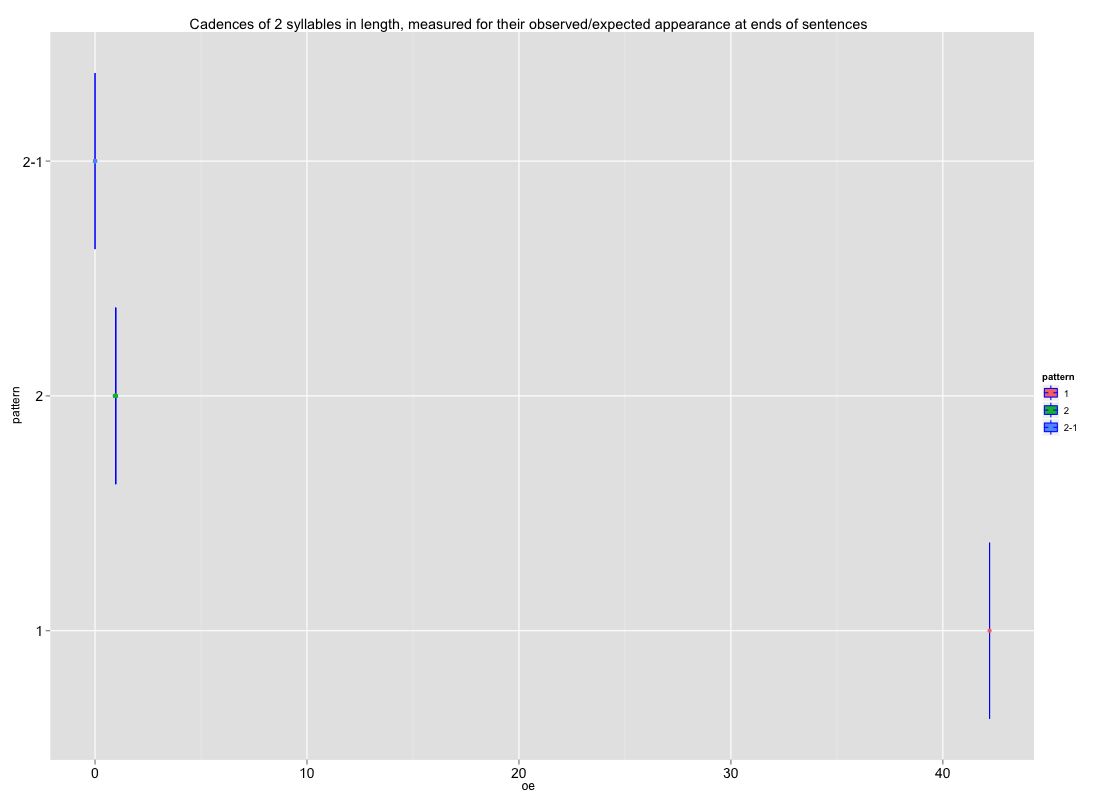 Cadences of 2 syllables in length, measured for their observed/expected appearance at ends of sentences
2-1
2
1
pattern
0 10 20 30 40
oe
pattern
1
2
2-1